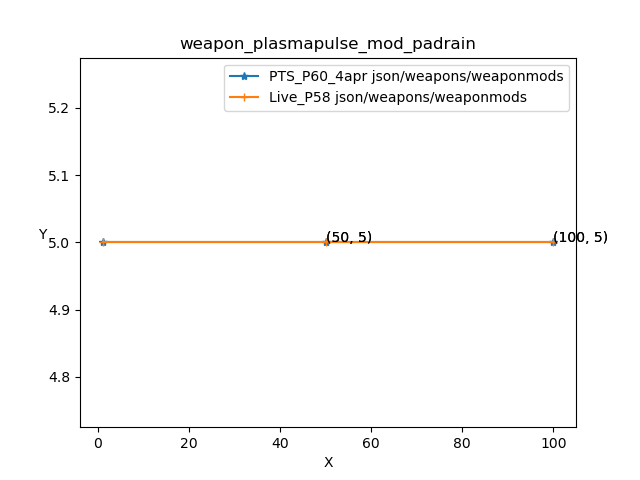 weapon_plasmapulse_mod_padrain
PTS_P60_4apr json/weapons/weaponmods
Live_P58 json/weapons/weaponmods
5.2
5.1
Y
5.0
(50, 5)
(100, 5)
4.9
4.8
0
20
40
60
80
100
X